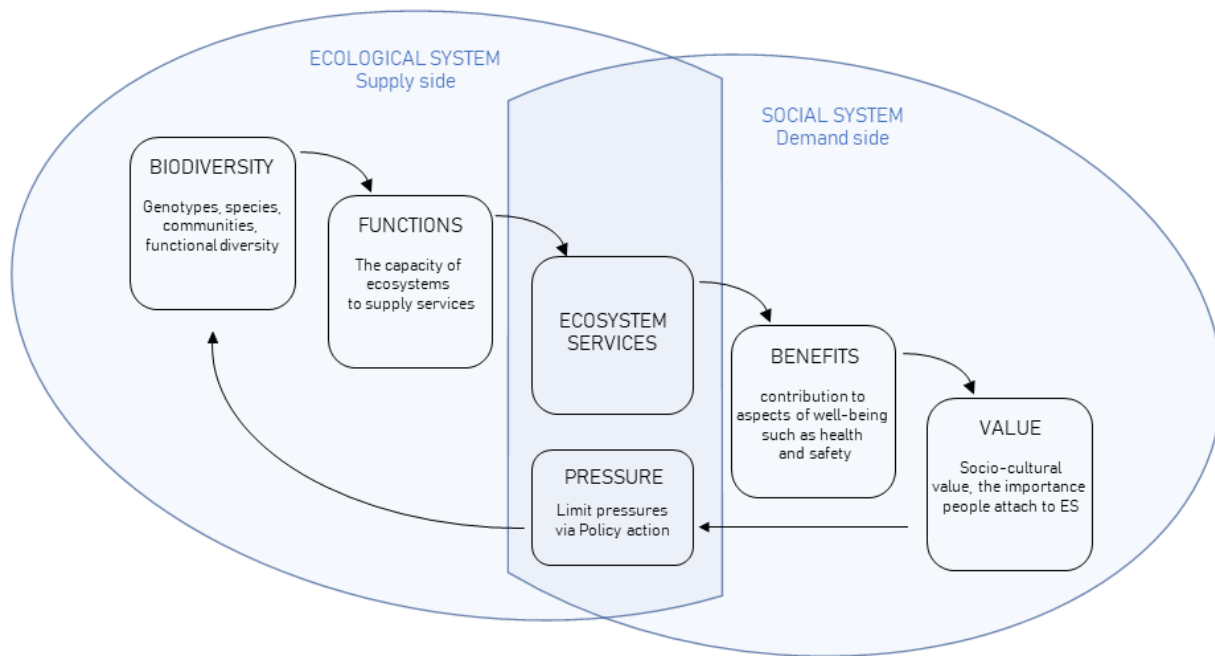 ECOLOGICAL SYSTEM
Supply side
SOCIAL SYSTEM
Demand side
BIODIVERSITY
Genotypes, species,
communities,
functional diversity
FUNCTIONS
The capacity of
ecosystems
to supply services
ECOSYSTEM
SERVICES
BENEFITS
contribution to
aspects of well-being
such as health
and safety
VALUE
Socio-cultural
value, the importance
people attach to ES
PRESSURE
Limit pressures
via Policy action